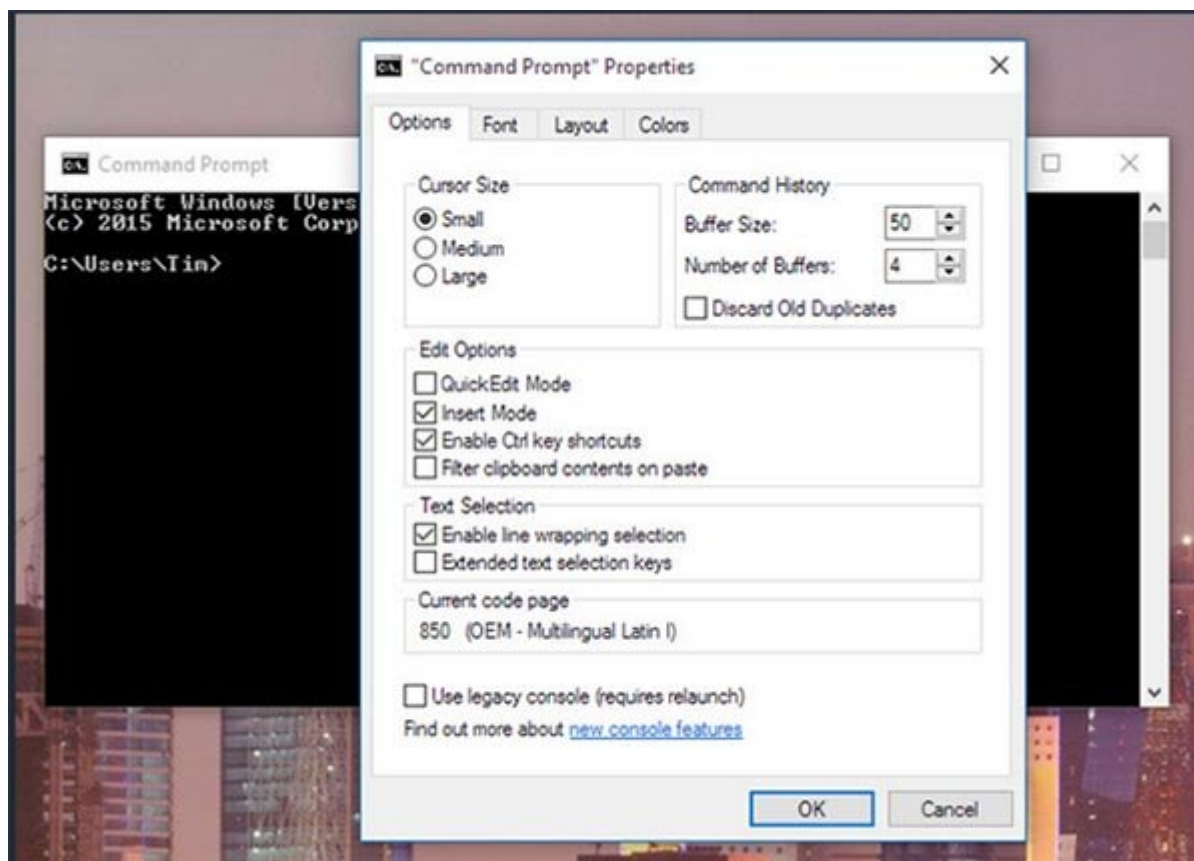 "Command Prompt" Properties
Options Font Layout Colors
Command Prompt
Microsoft Windows [Vers
(c) 2015 Microsoft Corp
C:\Users\Tim>
Cursor Size
Small
Medium
Large
Command History
Buffer Size: 50
Number of Buffers: 4
Discard Old Duplicates
Edit Options
QuickEdit Mode
Insert Mode
Enable Ctrl key shortcuts
Filter clipboard contents on paste
Text Selection
Enable line wrapping selection
Extended text selection keys
Current code page
850 (OEM - Multilingual Latin I)
Use legacy console (requires relaunch)
Find out more about new console features
OK Cancel